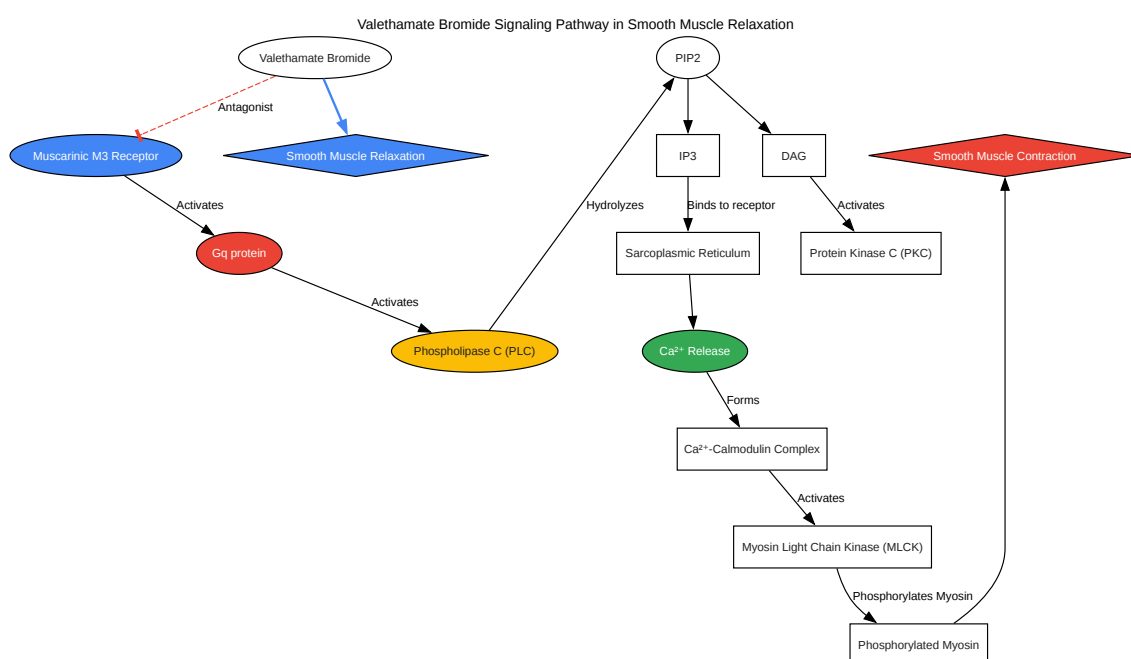 Valethamate Bromide Signaling Pathway in Smooth Muscle Relaxation
Valethamate Bromide
PIP2
Antagonist
Muscarinic M3 Receptor
Smooth Muscle Relaxation
IP3
DAG
Smooth Muscle Contraction
Activates
Hydrolyzes
Binds to receptor
Activates
Gq protein
Sarcoplasmic Reticulum
Protein Kinase C (PKC)
Activates
Phospholipase C (PLC)
Ca²⁺ Release
Forms
Ca²⁺-Calmodulin Complex
Activates
Myosin Light Chain Kinase (MLCK)
Phosphorylates Myosin
Phosphorylated Myosin